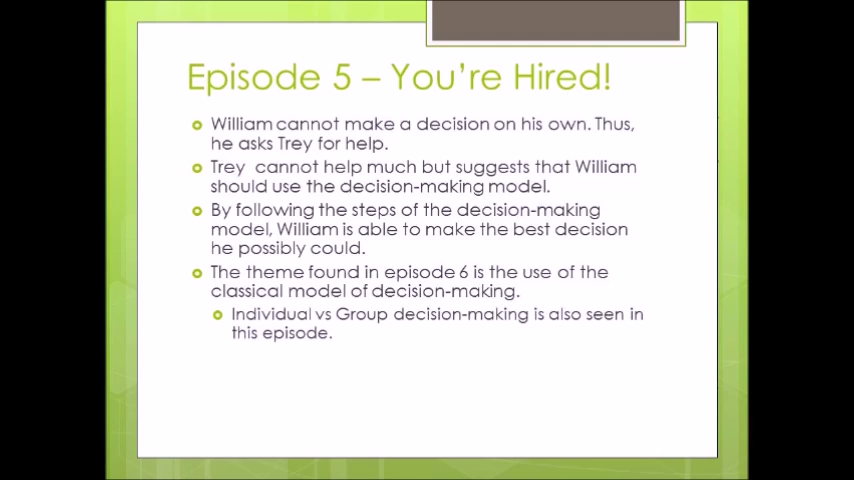 Episode 5 – You’re Hired!
William cannot make a decision on his own. Thus,
he asks Trey for help.
Trey cannot help much but suggests that William
should use the decision-making model.
By following the steps of the decision-making
model, William is able to make the best decision
he possibly could.
The theme found in episode 6 is the use of the
classical model of decision-making.
Individual vs Group decision-making is also seen in
this episode.